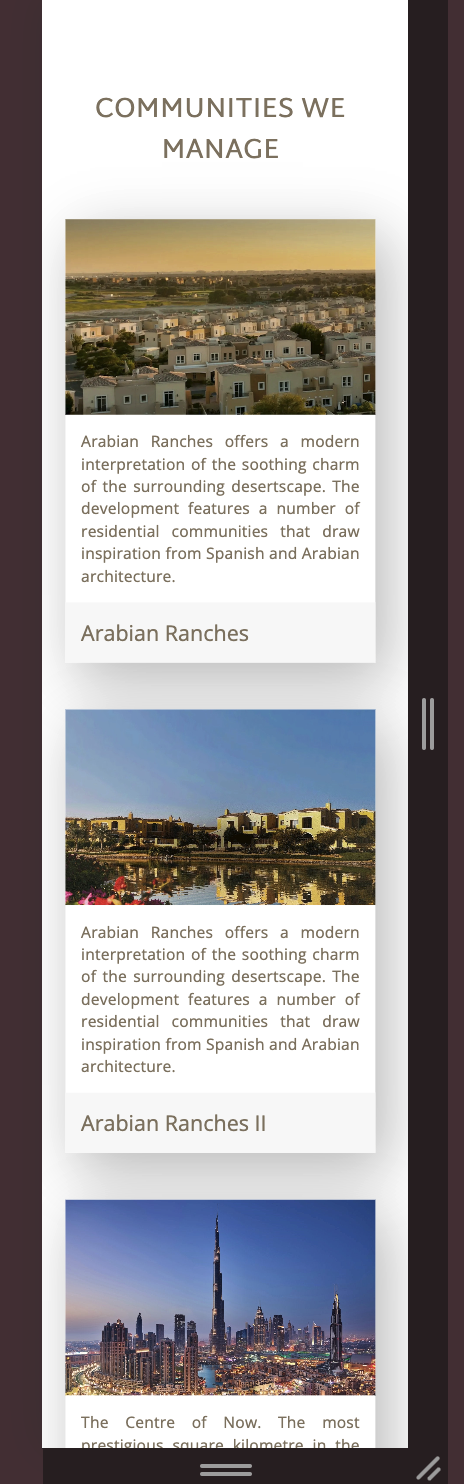 COMMUNITIES WE
MANAGE
Arabian Ranches offers a modern
interpretation of the soothing charm
of the surrounding desertscape. The
development features a number of
residential communities that draw
inspiration from Spanish and Arabian
architecture.
Arabian Ranches
Arabian Ranches offers a modern
interpretation of the soothing charm
of the surrounding desertscape. The
development features a number of
residential communities that draw
inspiration from Spanish and Arabian
architecture.
Arabian Ranches II
The Centre of Now. The most
prestigious square kilometre in the